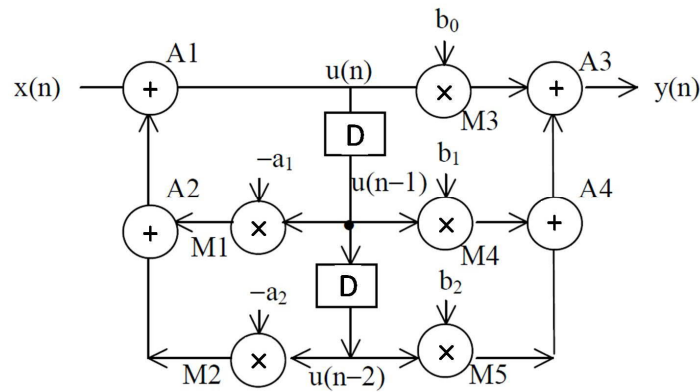 b₀
A1
A3
x(n)
+
u(n)
×
+
y(n)
D
M3
−a₁
b₁
A2
u(n−1)
A4
+
×
×
+
M1
M4
D
−a₂
b₂
×
×
M2
u(n−2)
M5